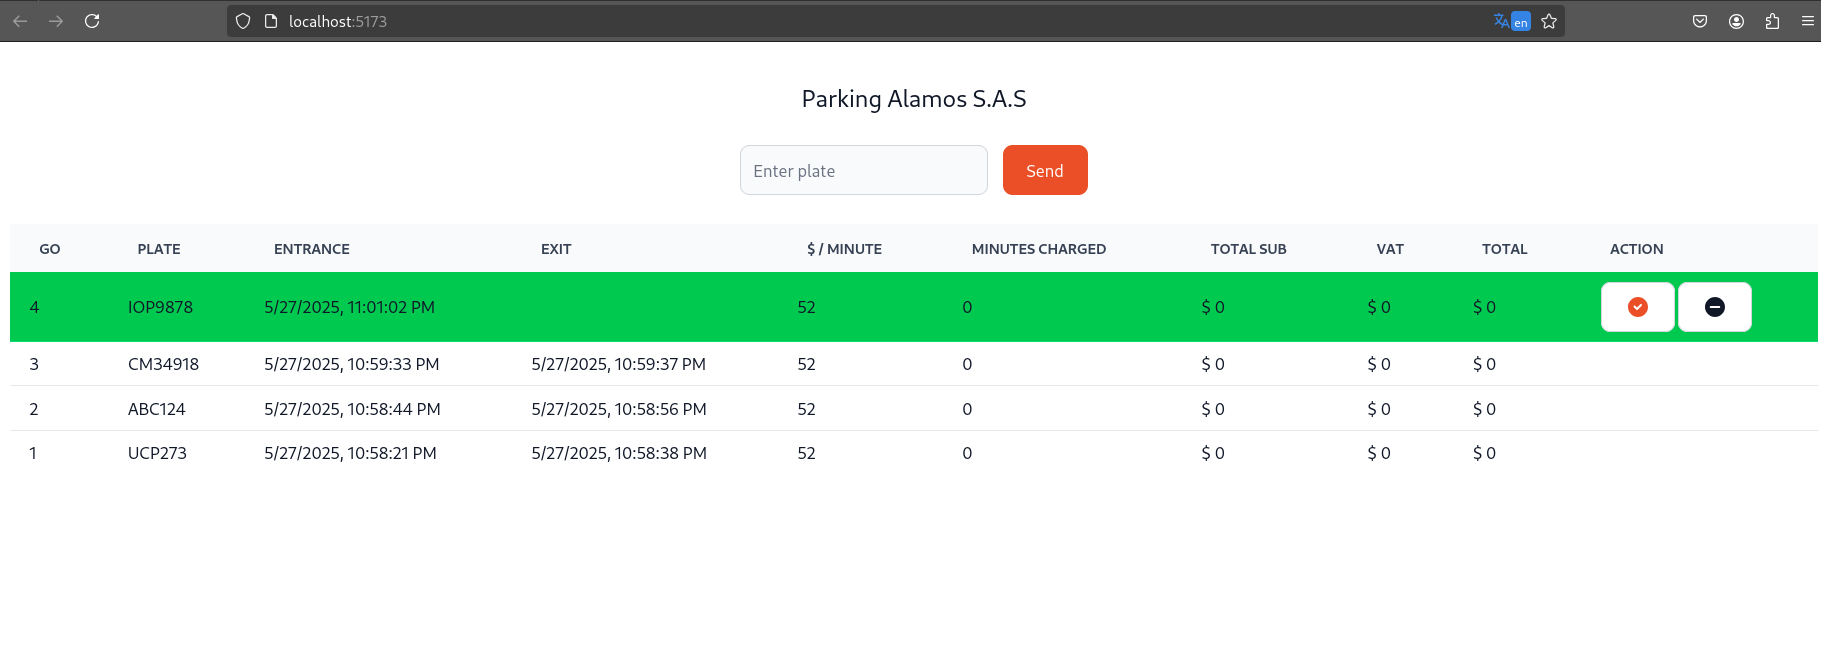 localhost:5173
en
Parking Alamos S.A.S
Enter plate Send
GO PLATE ENTRANCE EXIT $ / MINUTE MINUTES CHARGED TOTAL SUB VAT TOTAL ACTION
4 IOP9878 5/27/2025, 11:01:02 PM 52 0 $ 0 $ 0 $ 0
3 CM34918 5/27/2025, 10:59:33 PM 5/27/2025, 10:59:37 PM 52 0 $ 0 $ 0 $ 0
2 ABC124 5/27/2025, 10:58:44 PM 5/27/2025, 10:58:56 PM 52 0 $ 0 $ 0 $ 0
1 UCP273 5/27/2025, 10:58:21 PM 5/27/2025, 10:58:38 PM 52 0 $ 0 $ 0 $ 0